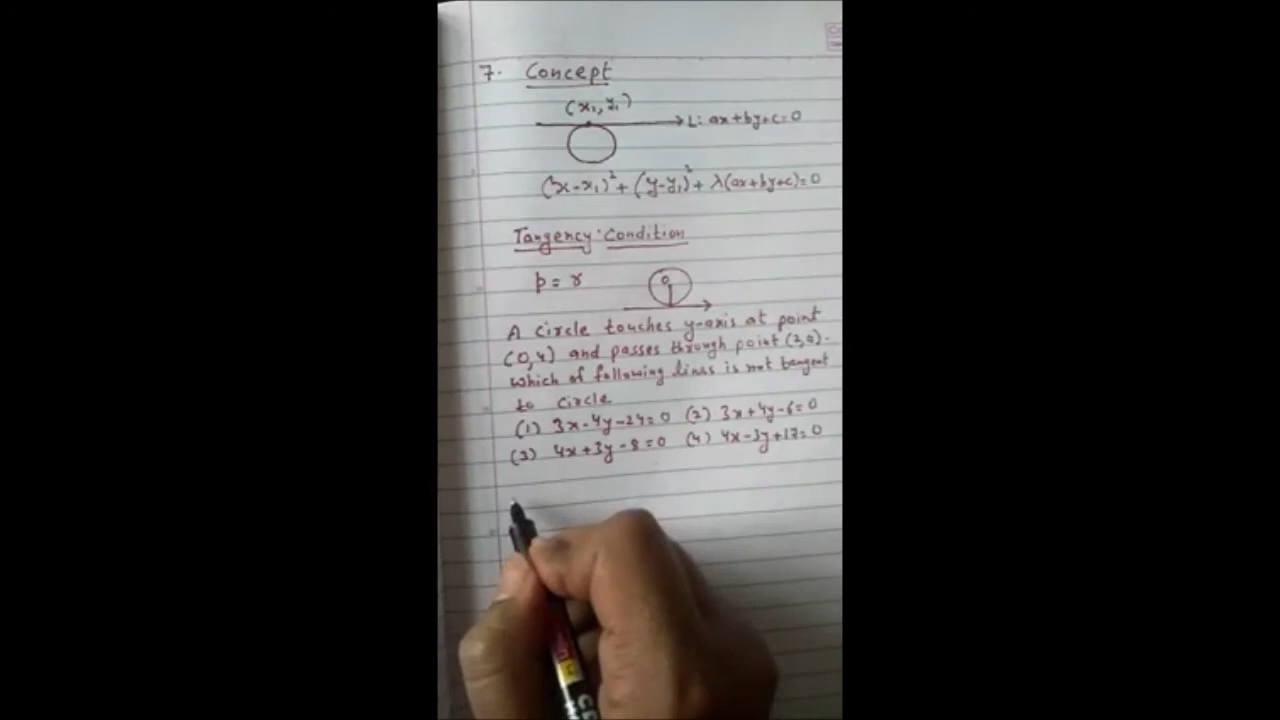 7. Concept
(x₁, y₁)
L: ax+by+c=0
(x-x₁)²+(y-y₁)²+ λ(ax+by+c)=0
Tangency Condition
p = r
A circle touches y-axis at point
(0,4) and passes through point (2,0).
which of following lines is not tangent
to circle
(1) 3x-4y-24=0 (2) 3x+4y-6=0
(3) 4x+3y-8=0 (4) 4x-3y+17=0